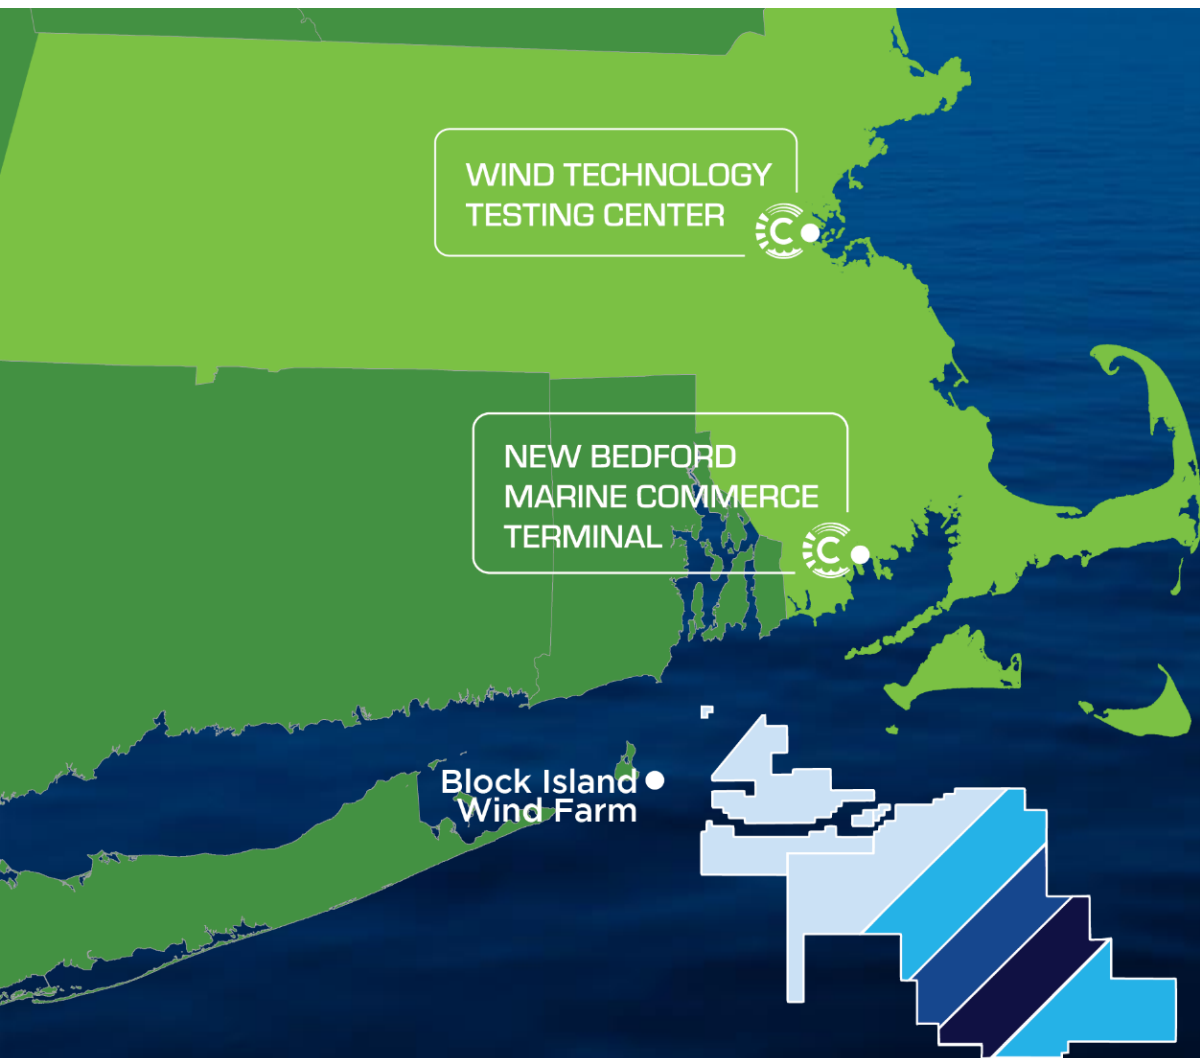 WIND TECHNOLOGY
TESTING CENTER
C
NEW BEDFORD
MARINE COMMERCE
TERMINAL
C
Block Island
Wind Farm